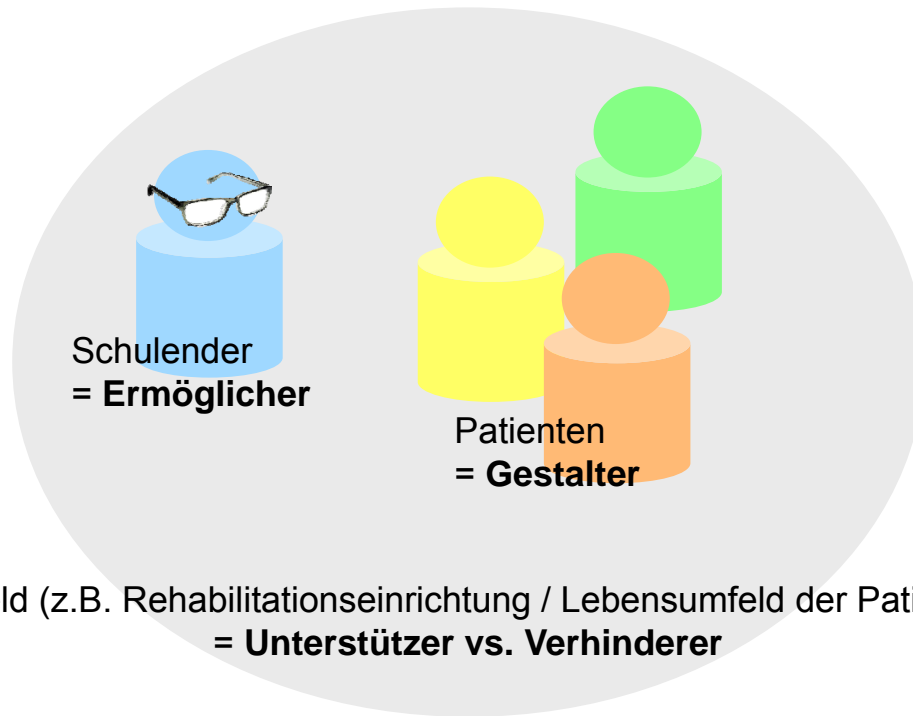 Schulender
= Ermöglicher
Patienten
= Gestalter
ld (z.B. Rehabilitationseinrichtung / Lebensumfeld der Pati
= Unterstützer vs. Verhinderer